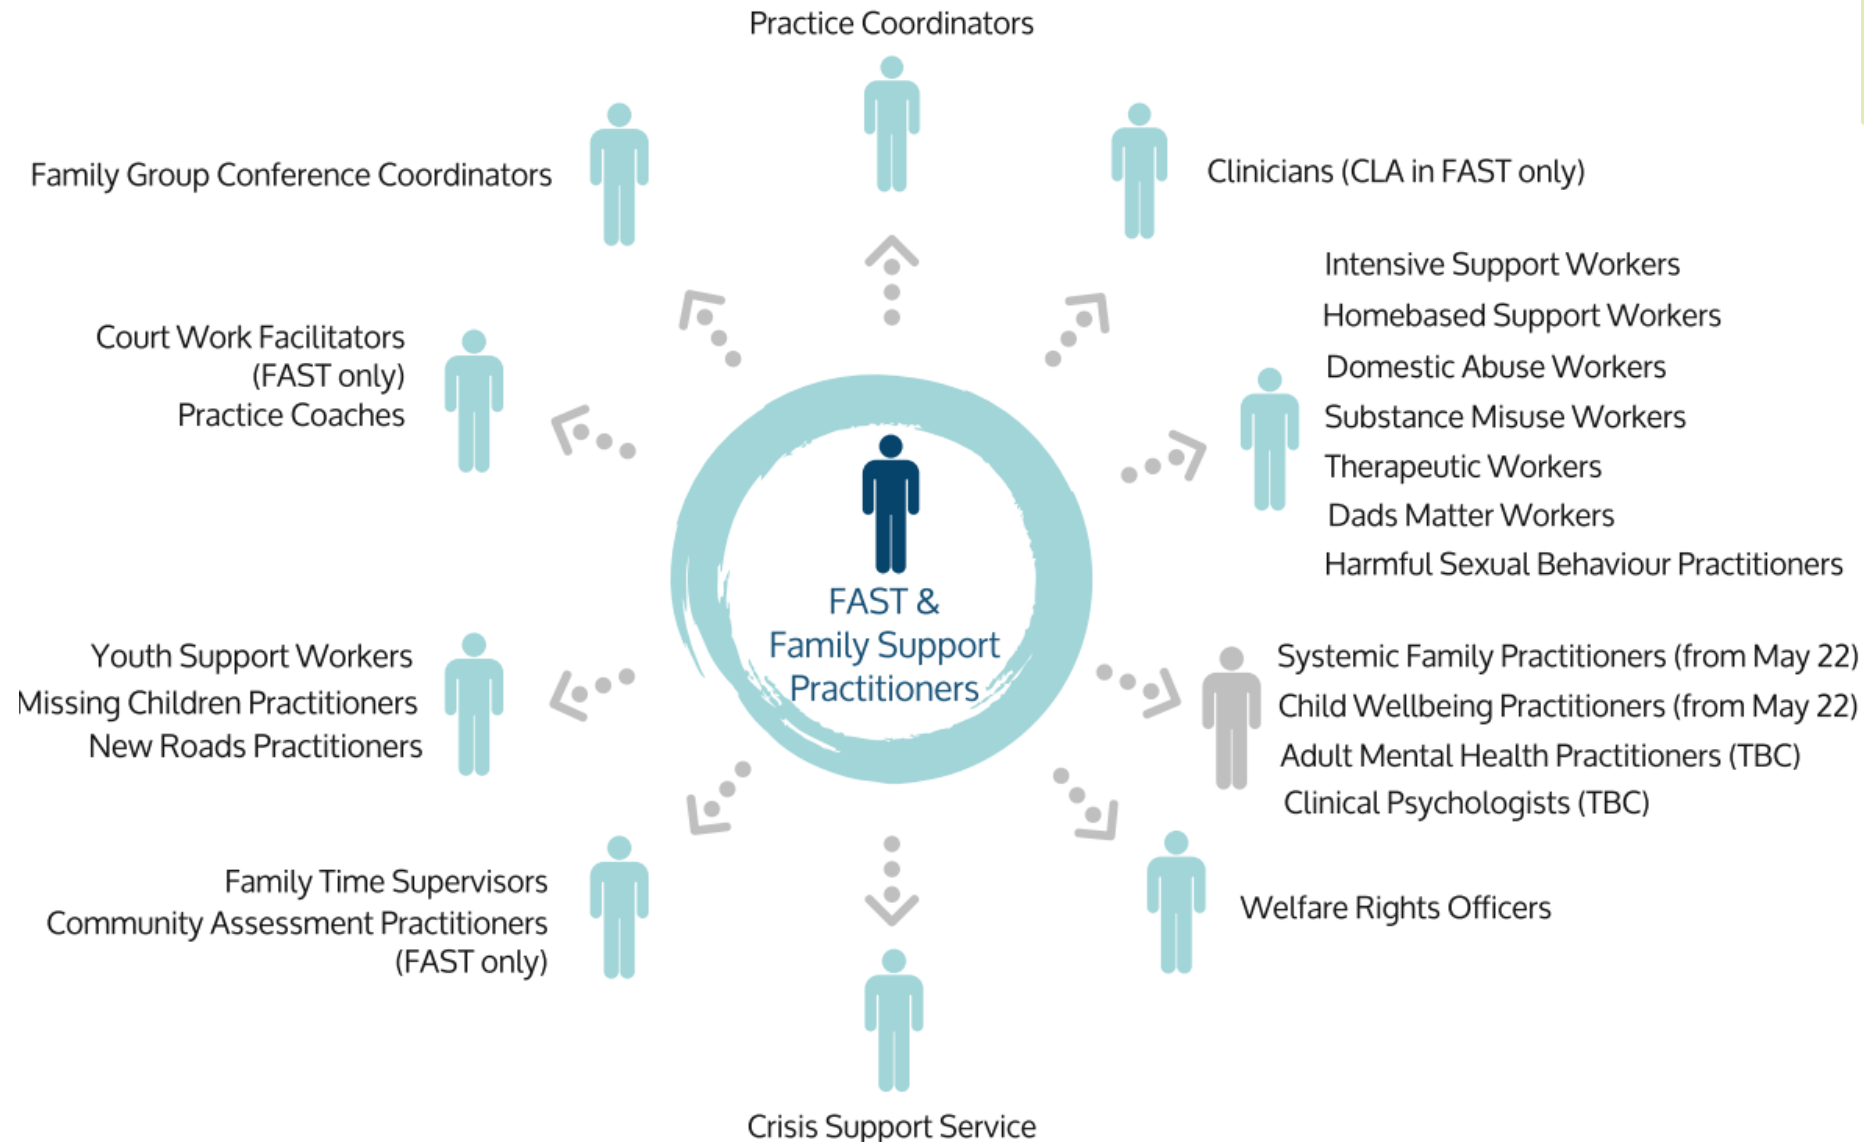 Practice Coordinators
Family Group Conference Coordinators
Clinicians (CLA in FAST only)
Intensive Support Workers
Homebased Support Workers
Domestic Abuse Workers
Substance Misuse Workers
Therapeutic Workers
Dads Matter Workers
Harmful Sexual Behaviour Practitioners
Court Work Facilitators
(FAST only)
Practice Coaches
FAST &
Family Support
Practitioners
Youth Support Workers
Missing Children Practitioners
New Roads Practitioners
Systemic Family Practitioners (from May 22)
Child Wellbeing Practitioners (from May 22)
Adult Mental Health Practitioners (TBC)
Clinical Psychologists (TBC)
Family Time Supervisors
Community Assessment Practitioners
(FAST only)
Welfare Rights Officers
Crisis Support Service